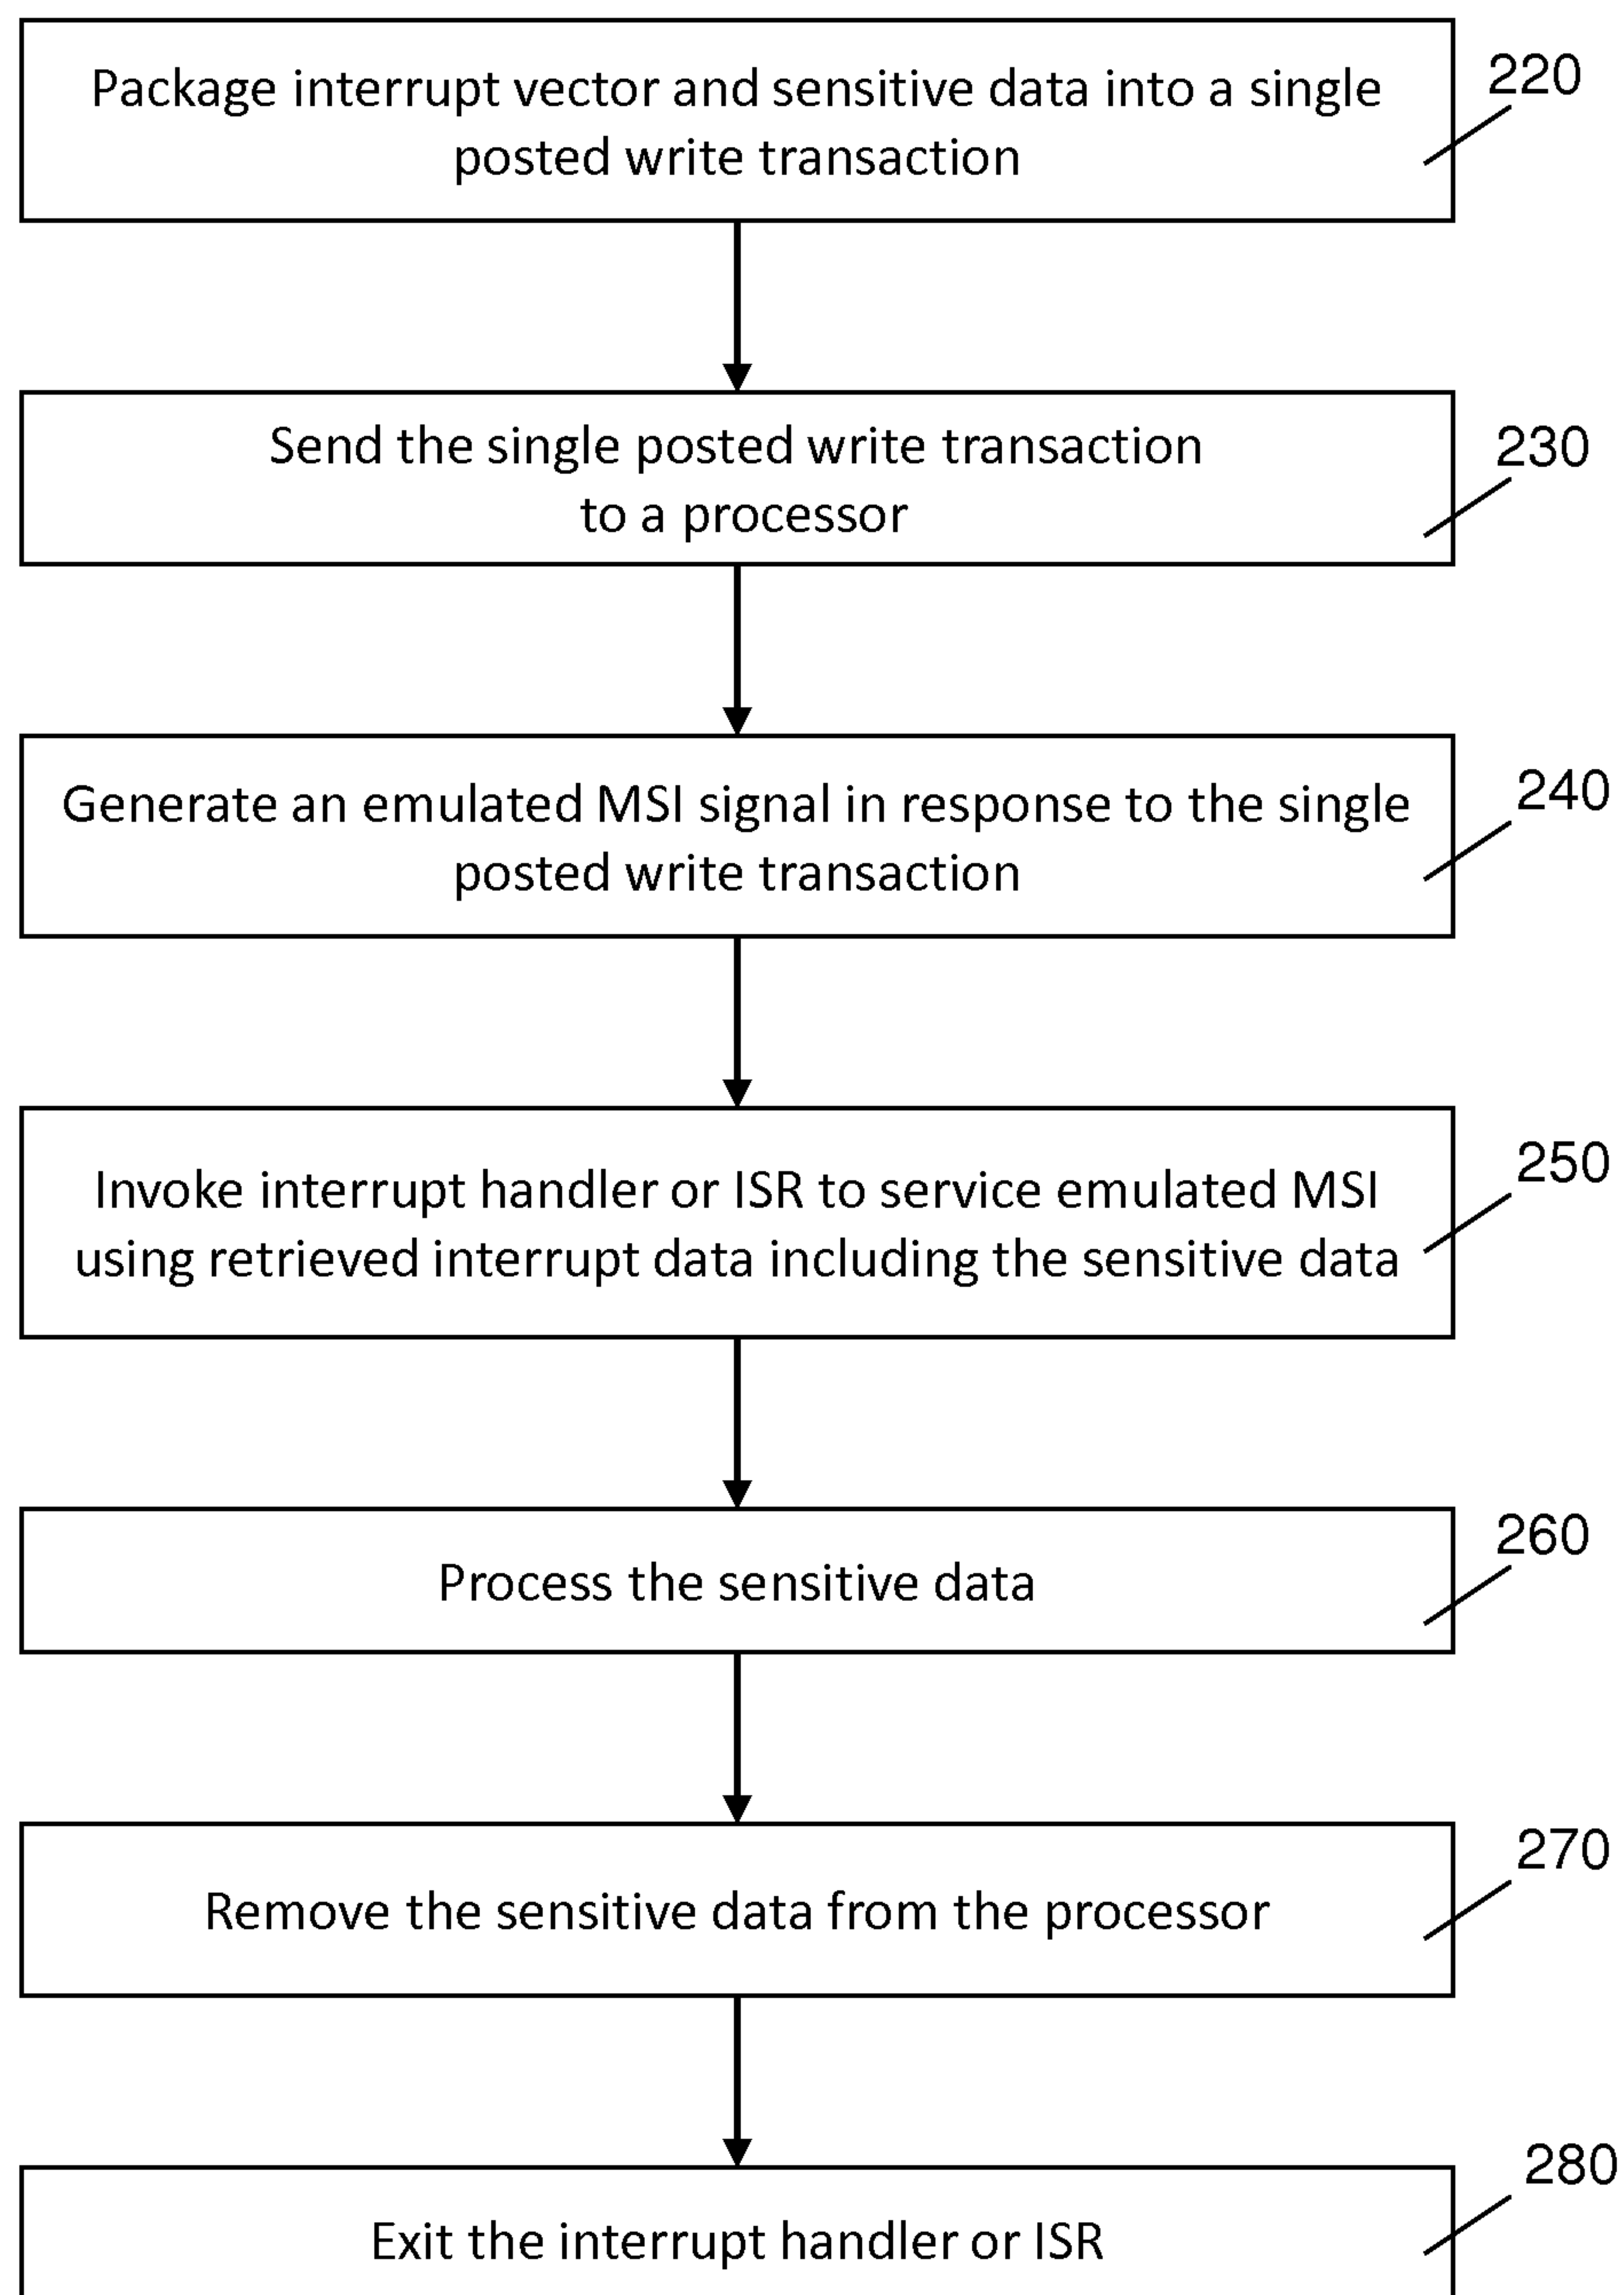 Package interrupt vector and sensitive data into a single
posted write transaction
220
Send the single posted write transaction
to a processor
230
Generate an emulated MSI signal in response to the single
posted write transaction
240
Invoke interrupt handler or ISR to service emulated MSI
using retrieved interrupt data including the sensitive data
250
Process the sensitive data
260
Remove the sensitive data from the processor
270
Exit the interrupt handler or ISR
280